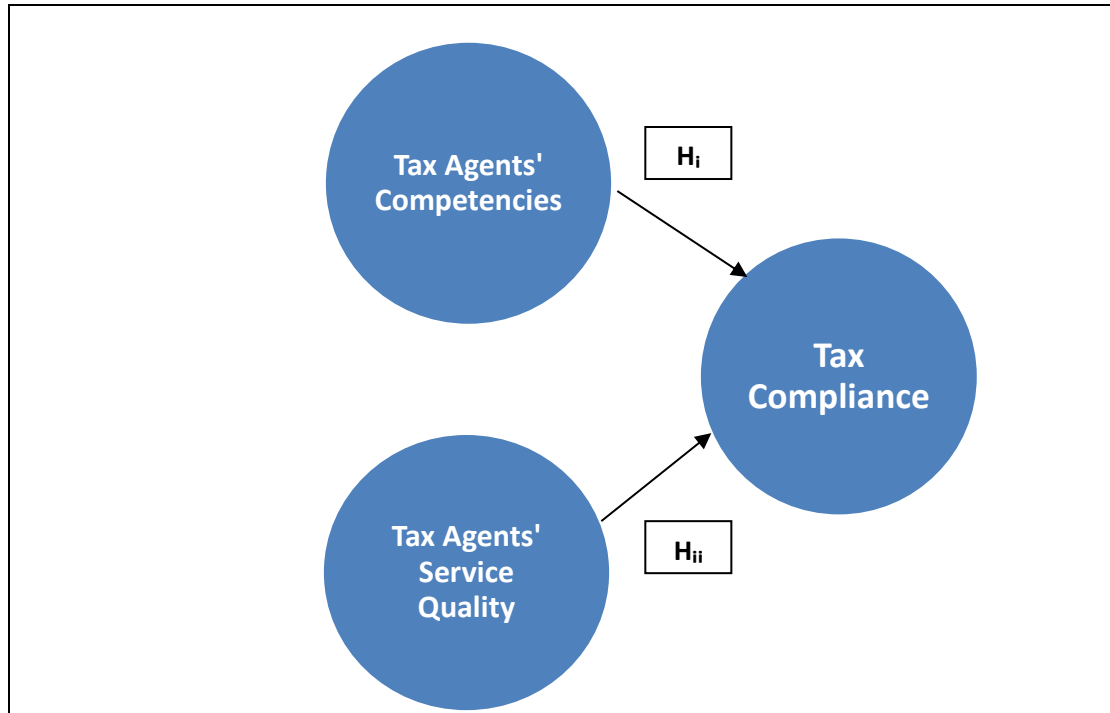 Tax Agents'
Competencies
Hᵢ
Tax
Compliance
Tax Agents'
Service
Quality
Hᵢᵢ